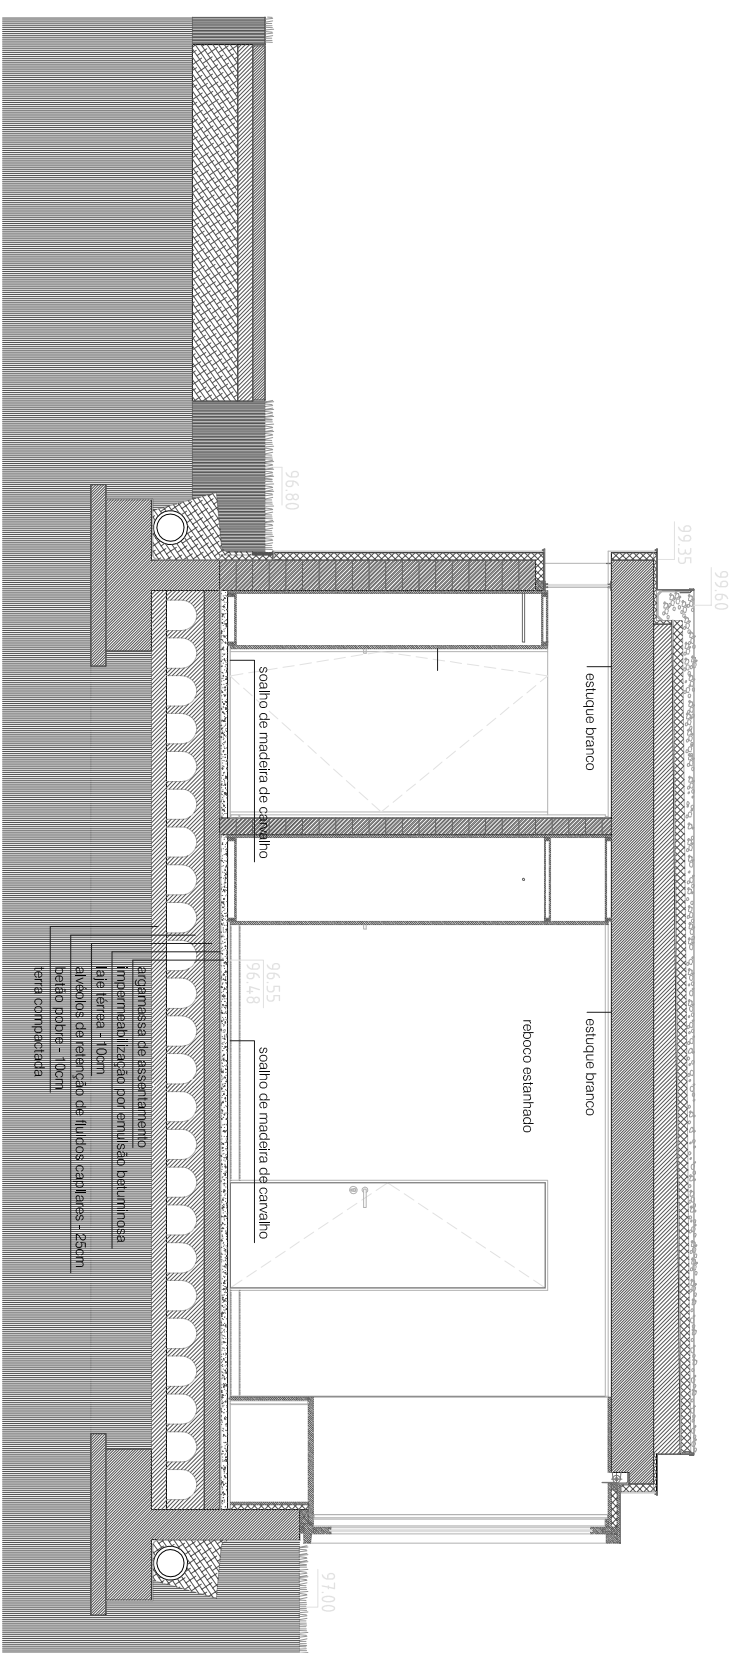 99.60
99.35
96.80
estuque branco
soalho de madeira de carvalho
estuque branco
reboco estanhado
soalho de madeira de carvalho
96.55
96.48
argamassa de assentamento
impermeabilização por emulsão betuminosa
laje térrea - 10cm
alvéolos de retenção de fluidos capilares - 25cm
betão pobre - 10cm
terra compactada
97.00